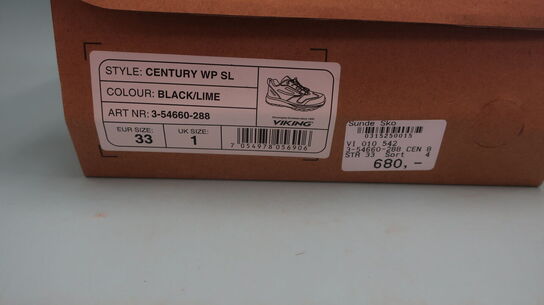 STYLE: CENTURY WP SL
COLOUR: BLACK/LIME
ART NR: 3-54660-288
EUR SIZE:
33
UK SIZE:
1
VIKING
7 054978 056906
Sunde Sko
0315250015
VI 010 542
3-54660-288 CEN B
STR 33 Sort 4
680,-